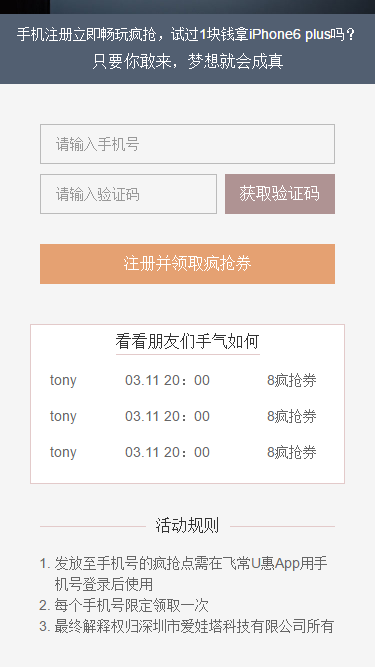 手机注册立即畅玩疯抢，试过1块钱拿iPhone6 plus吗?
只要你敢来，梦想就会成真
请输入手机号
请输入验证码 获取验证码
注册并领取疯抢券
看看朋友们手气如何
tony 03.11 20：00 8疯抢券
tony 03.11 20：00 8疯抢券
tony 03.11 20：00 8疯抢券
活动规则
1. 发放至手机号的疯抢点需在飞常U惠App用手
机号登录后使用
2. 每个手机号限定领取一次
3. 最终解释权归深圳市爱娃塔科技有限公司所有